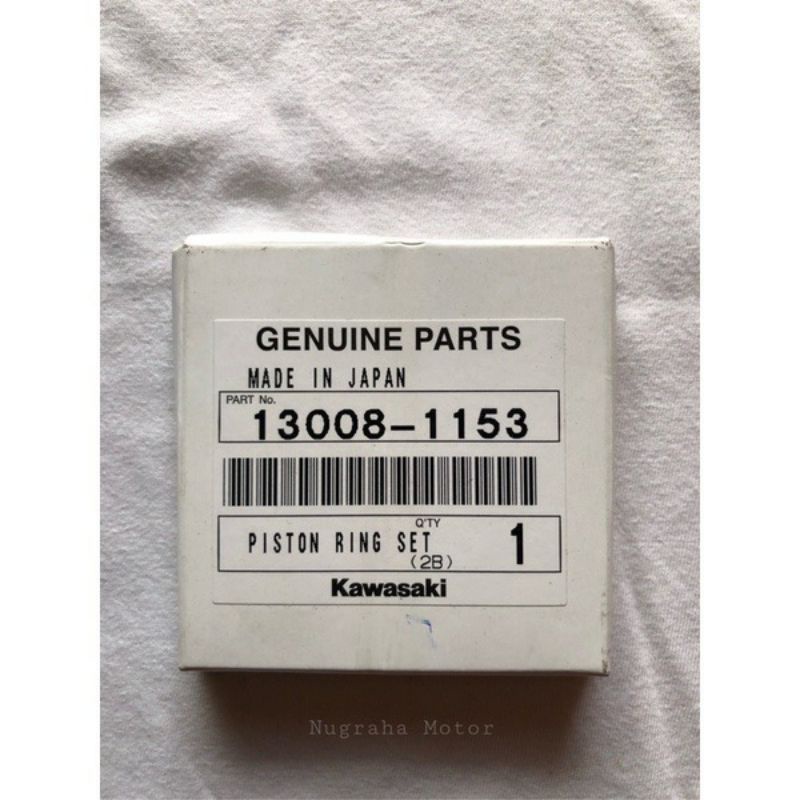 GENUINE PARTS
MADE IN JAPAN
PART No.
13008-1153
Q'TY
PISTON RING SET 1
(2B)
Kawasaki
Nugraha Motor